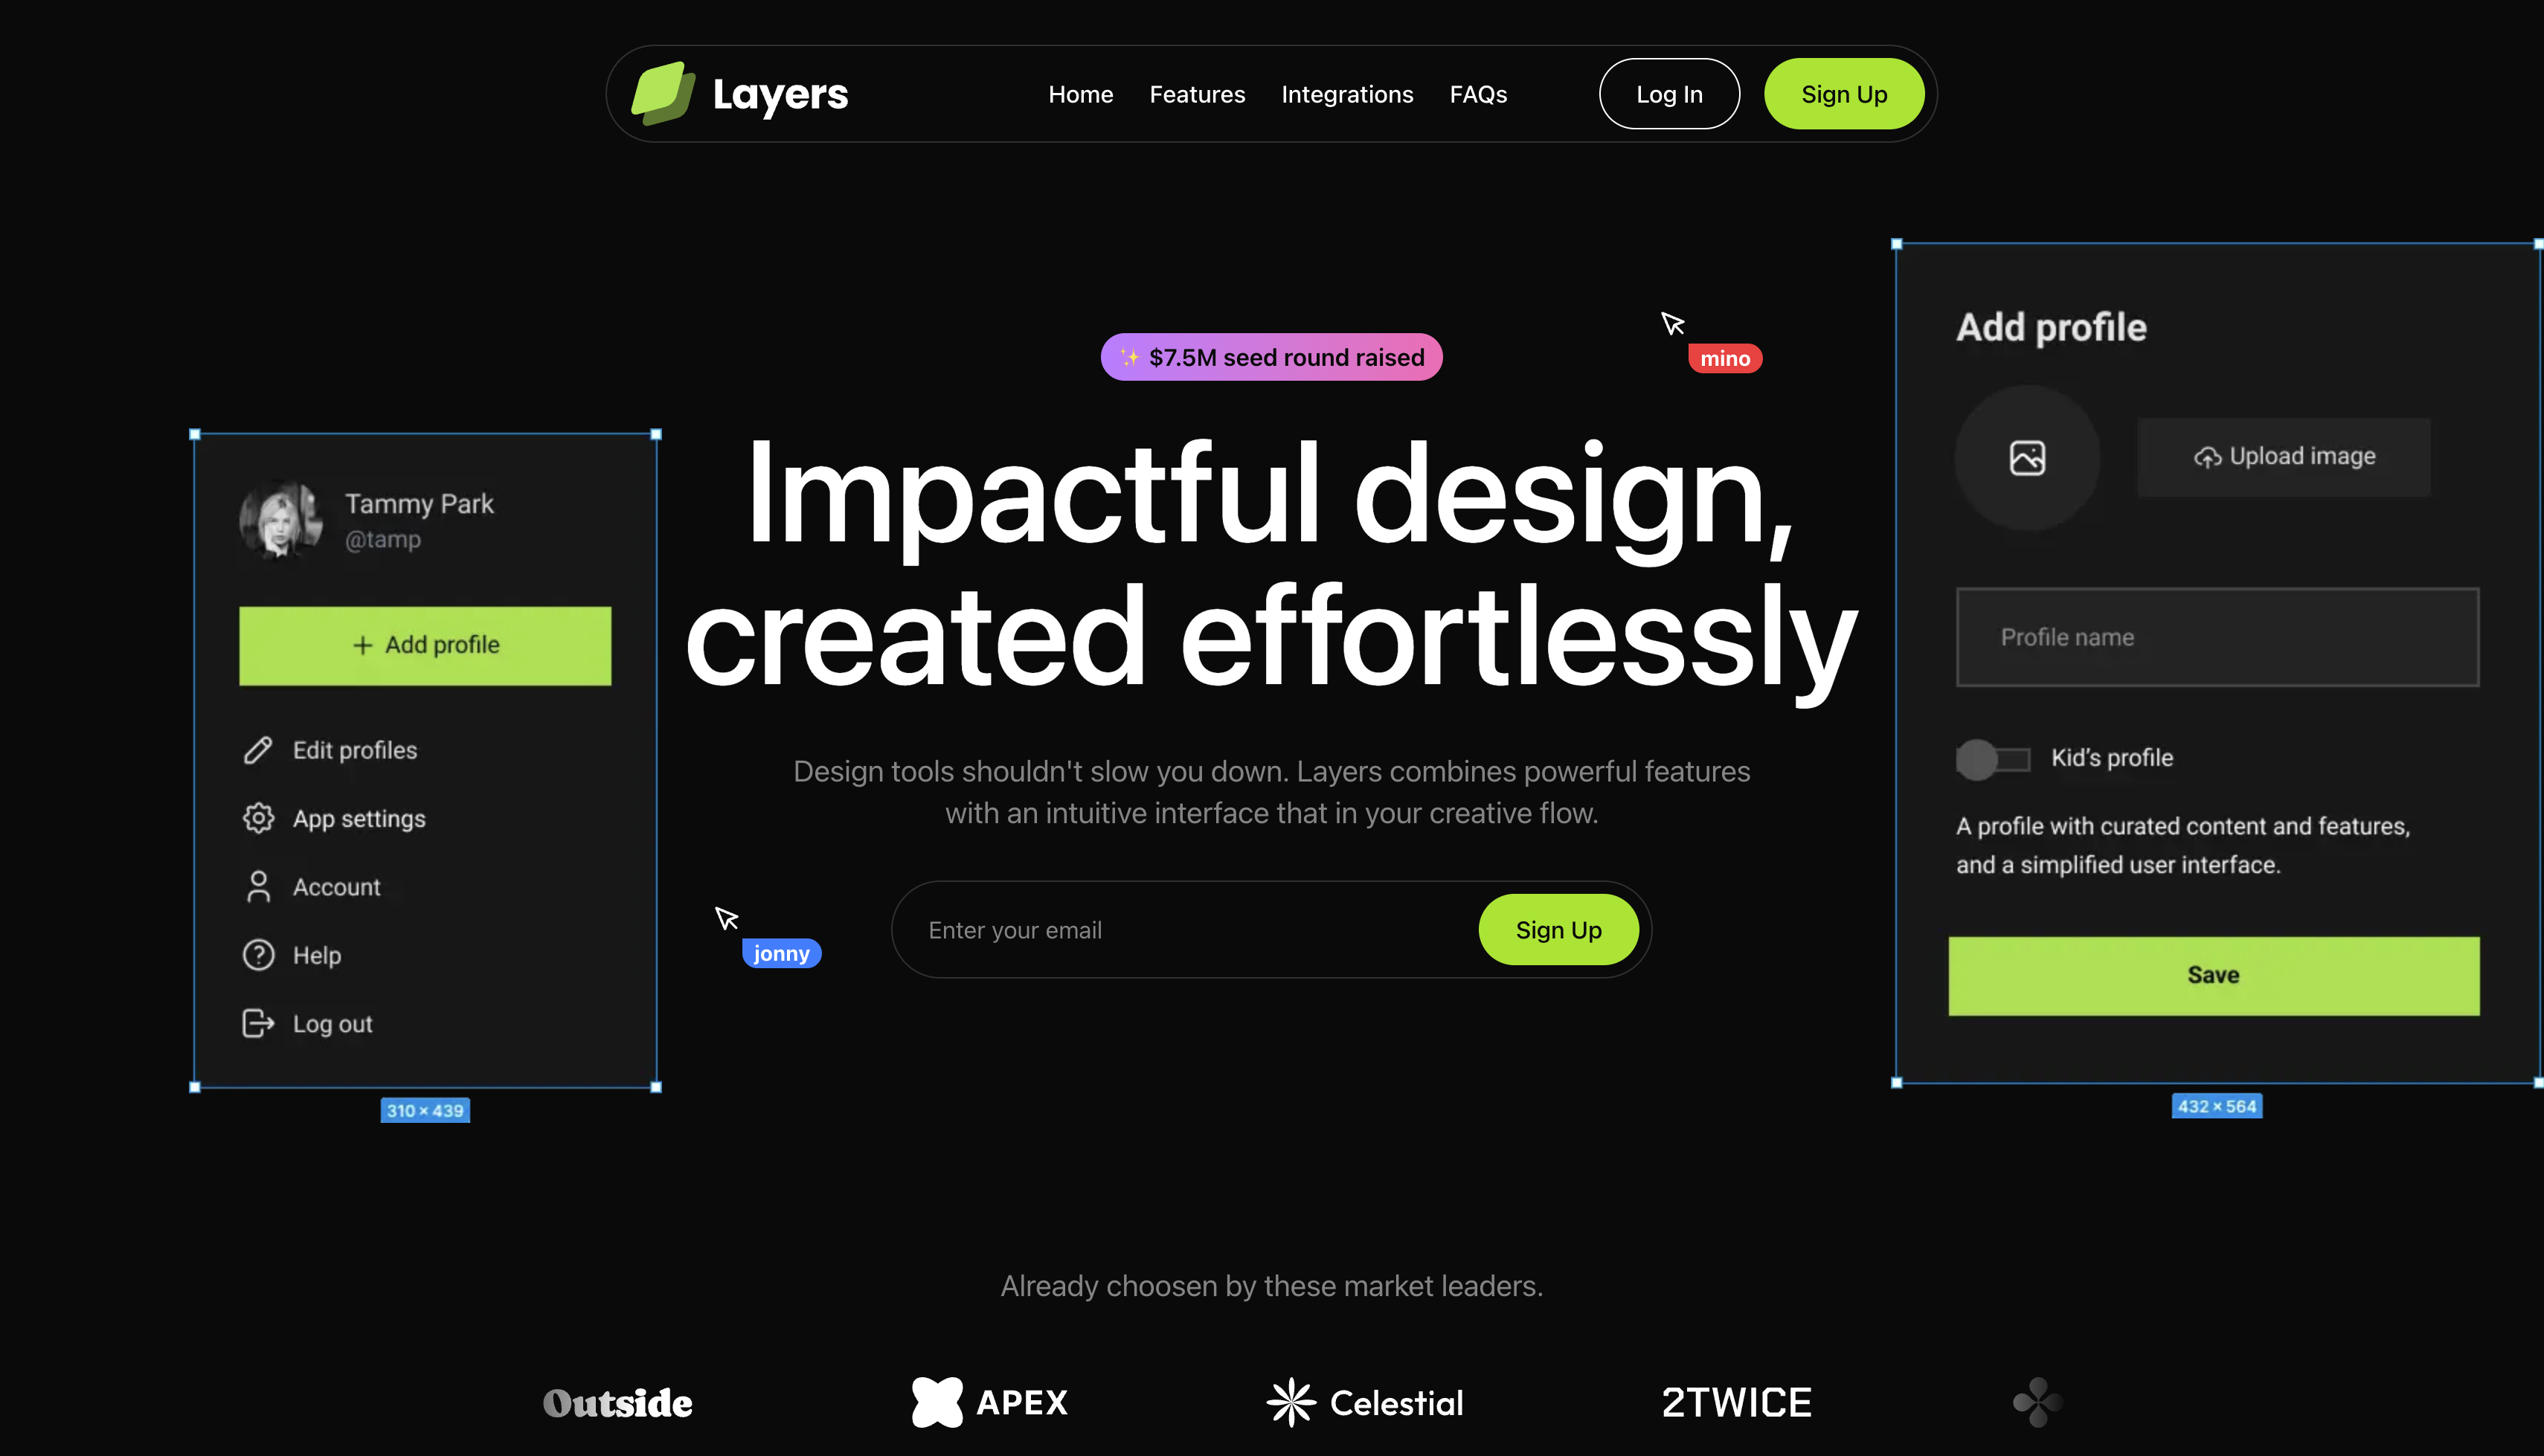 Layers
Home
Features
Integrations
FAQs
Log In
Sign Up
✨ $7.5M seed round raised
mino
Impactful design,
created effortlessly
Design tools shouldn't slow you down. Layers combines powerful features
with an intuitive interface that in your creative flow.
Enter your email
Sign Up
jonny
Tammy Park
@tamp
+ Add profile
Edit profiles
App settings
Account
Help
Log out
310 × 439
Add profile
Upload image
Profile name
Kid’s profile
A profile with curated content and features,
and a simplified user interface.
Save
432 × 564
Already choosen by these market leaders.
Outside
APEX
Celestial
2TWICE